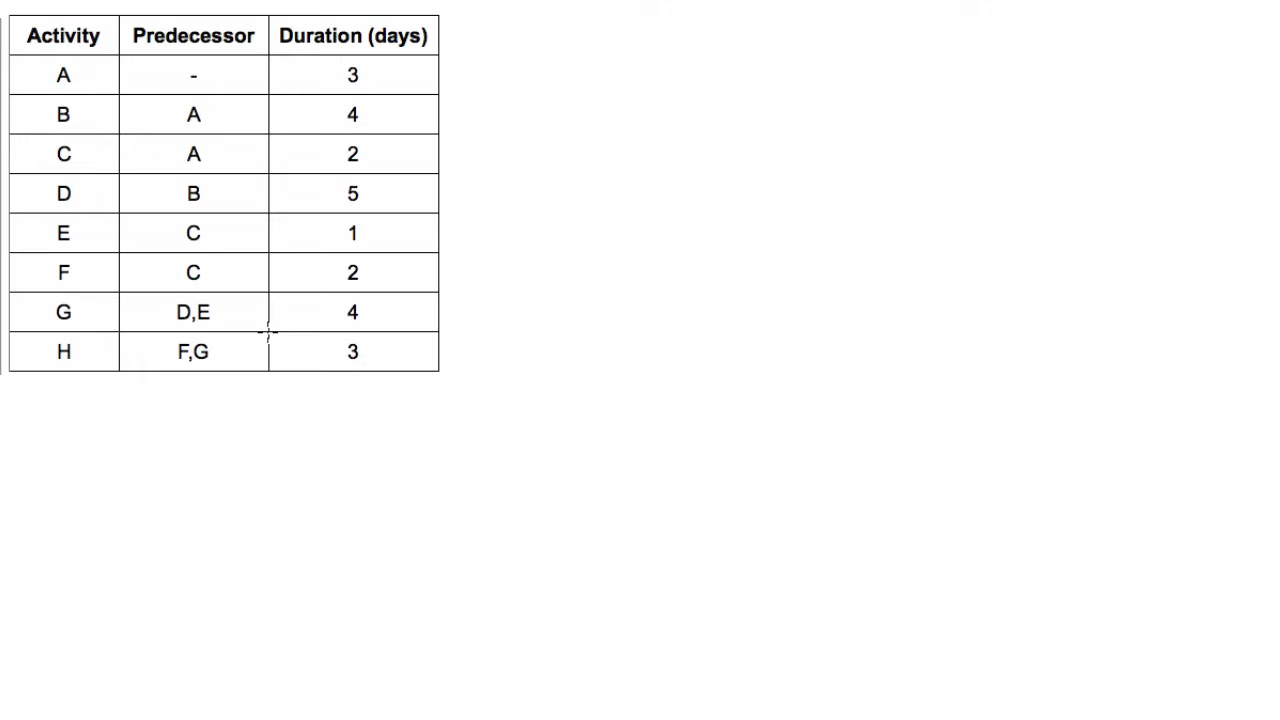 Activity Predecessor Duration (days)
A - 3
B A 4
C A 2
D B 5
E C 1
F C 2
G D,E 4
H F,G 3